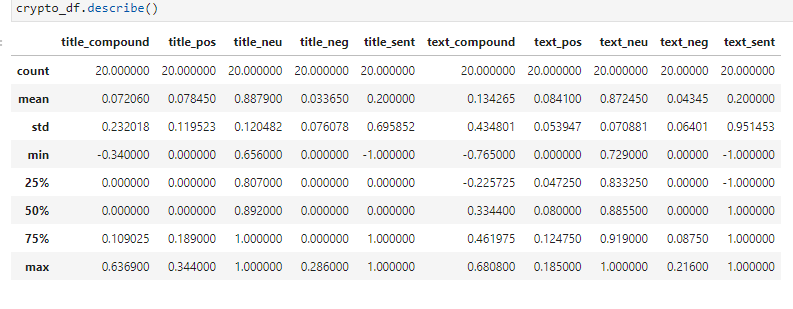 crypto_df.describe()
title_compound title_pos title_neu title_neg title_sent text_compound text_pos text_neu text_neg text_sent
count 20.000000 20.000000 20.000000 20.000000 20.000000 20.000000 20.000000 20.000000 20.00000 20.000000
mean 0.072060 0.078450 0.887900 0.033650 0.200000 0.134265 0.084100 0.872450 0.04345 0.200000
std 0.232018 0.119523 0.120482 0.076078 0.695852 0.434801 0.053947 0.070881 0.06401 0.951453
min -0.340000 0.000000 0.656000 0.000000 -1.000000 -0.765000 0.000000 0.729000 0.00000 -1.000000
25% 0.000000 0.000000 0.807000 0.000000 0.000000 -0.225725 0.047250 0.833250 0.00000 -1.000000
50% 0.000000 0.000000 0.892000 0.000000 0.000000 0.334400 0.080000 0.885500 0.00000 1.000000
75% 0.109025 0.189000 1.000000 0.000000 1.000000 0.461975 0.124750 0.919000 0.08750 1.000000
max 0.636900 0.344000 1.000000 0.286000 1.000000 0.680800 0.185000 1.000000 0.21600 1.000000